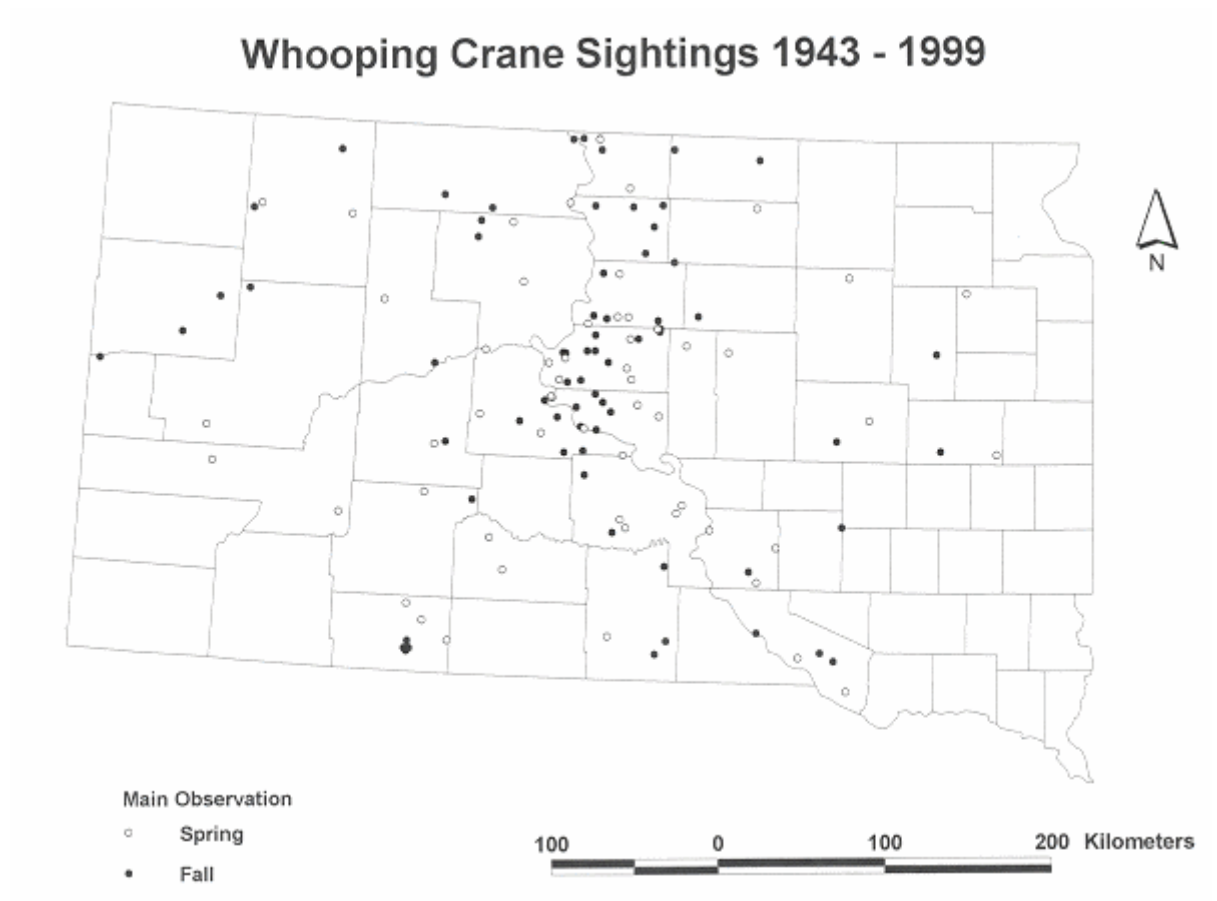 Whooping Crane Sightings 1943 - 1999
N
Main Observation
Spring
Fall
100 0 100 200 Kilometers